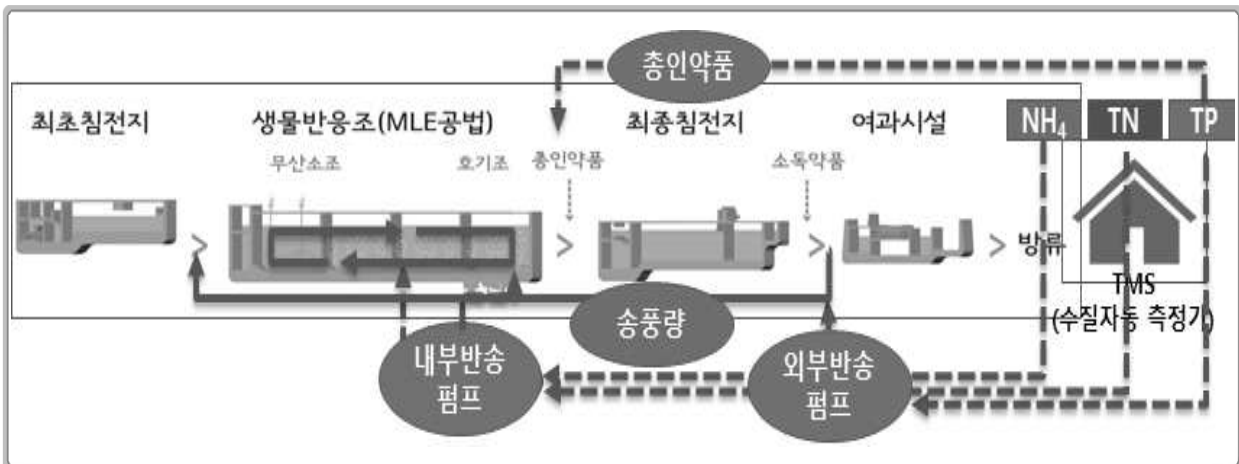 총인약품
최초침전지
생물반응조(MLE공법)
최종침전지
여과시설
NH₄
TN
TP
무산소조
호기조
총인약품
소독약품
방류
TMS
(수질자동 측정기)
송풍량
내부반송
펌프
외부반송
펌프